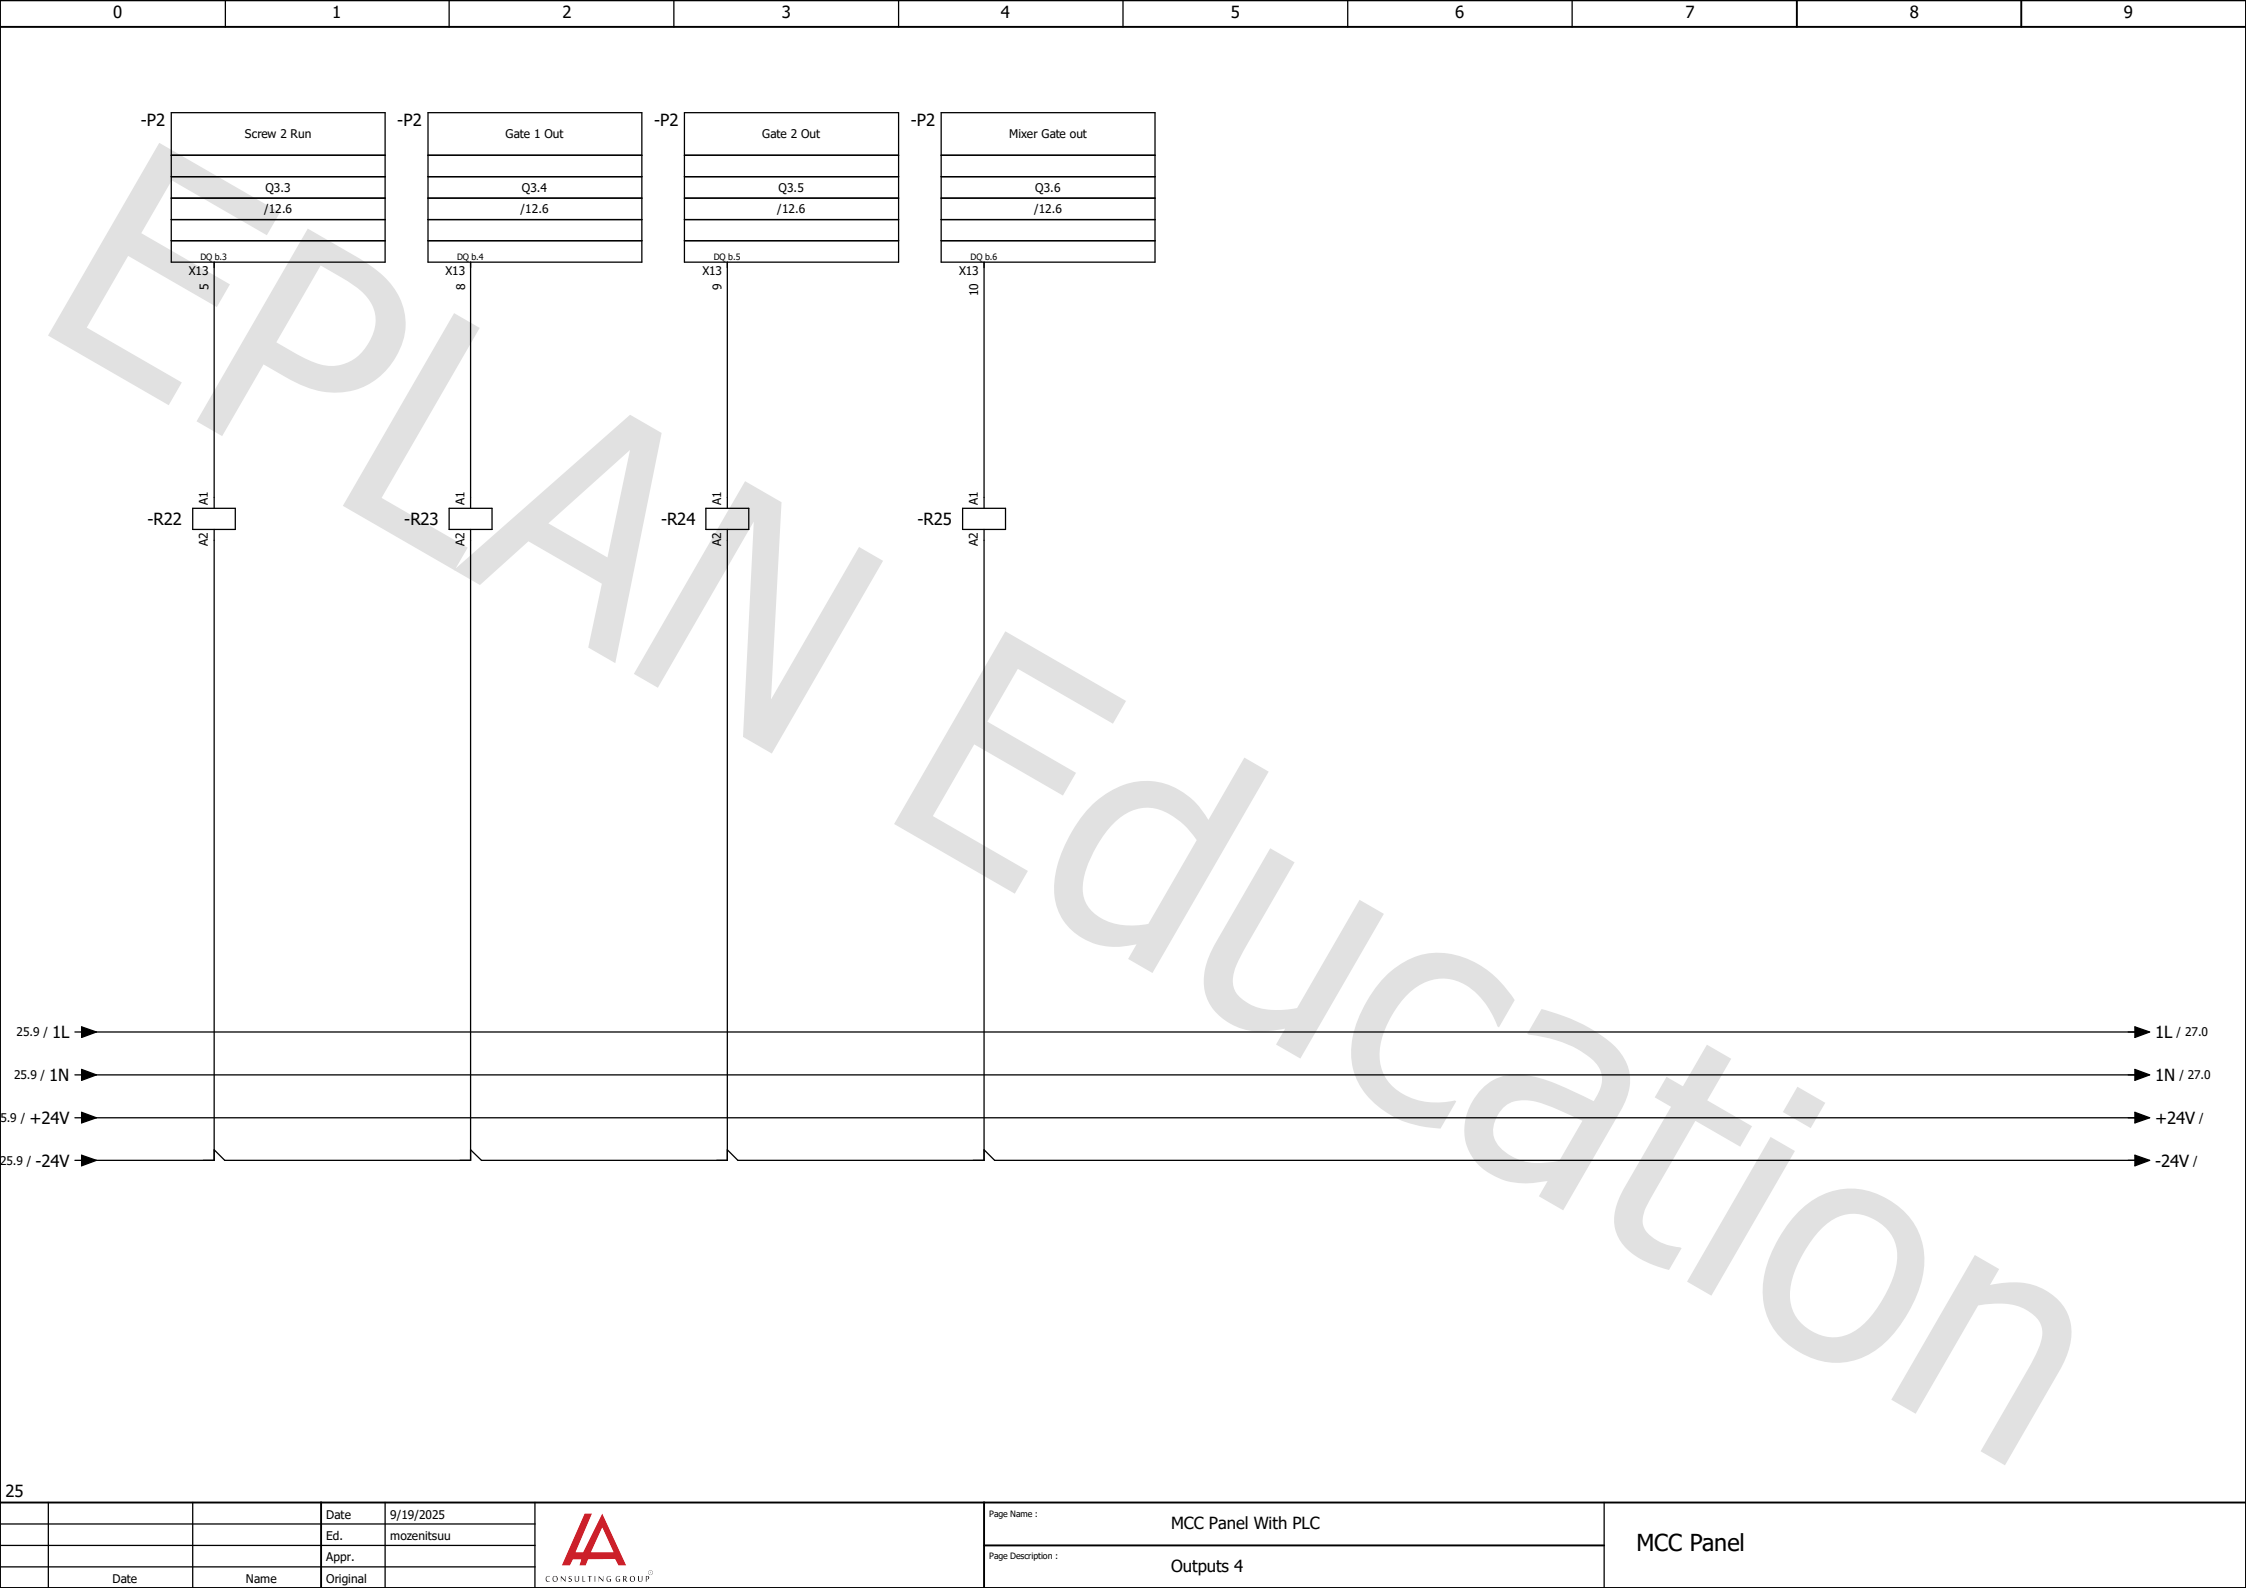 0 1 2 3 4 5 6 7 8 9
-P2 Screw 2 Run -P2 Gate 1 Out -P2 Gate 2 Out -P2 Mixer Gate out
Q3.3 Q3.4 Q3.5 Q3.6
/12.6 /12.6 /12.6 /12.6
DQ b.3 DQ b.4 DQ b.5 DQ b.6
X13 X13 X13 X13
5 8 9 10
A1 A1 A1 A1
-R22 -R23 -R24 -R25
A2 A2 A2 A2
EPLAN Education
25.9 / 1L 1L / 27.0
25.9 / 1N 1N / 27.0
5.9 / +24V +24V /
25.9 / -24V -24V /
25
Date 9/19/2025
Ed. mozenitsuu
Appr.
Date Name Original
CONSULTING GROUP
Page Name : MCC Panel With PLC
Page Description : Outputs 4
MCC Panel